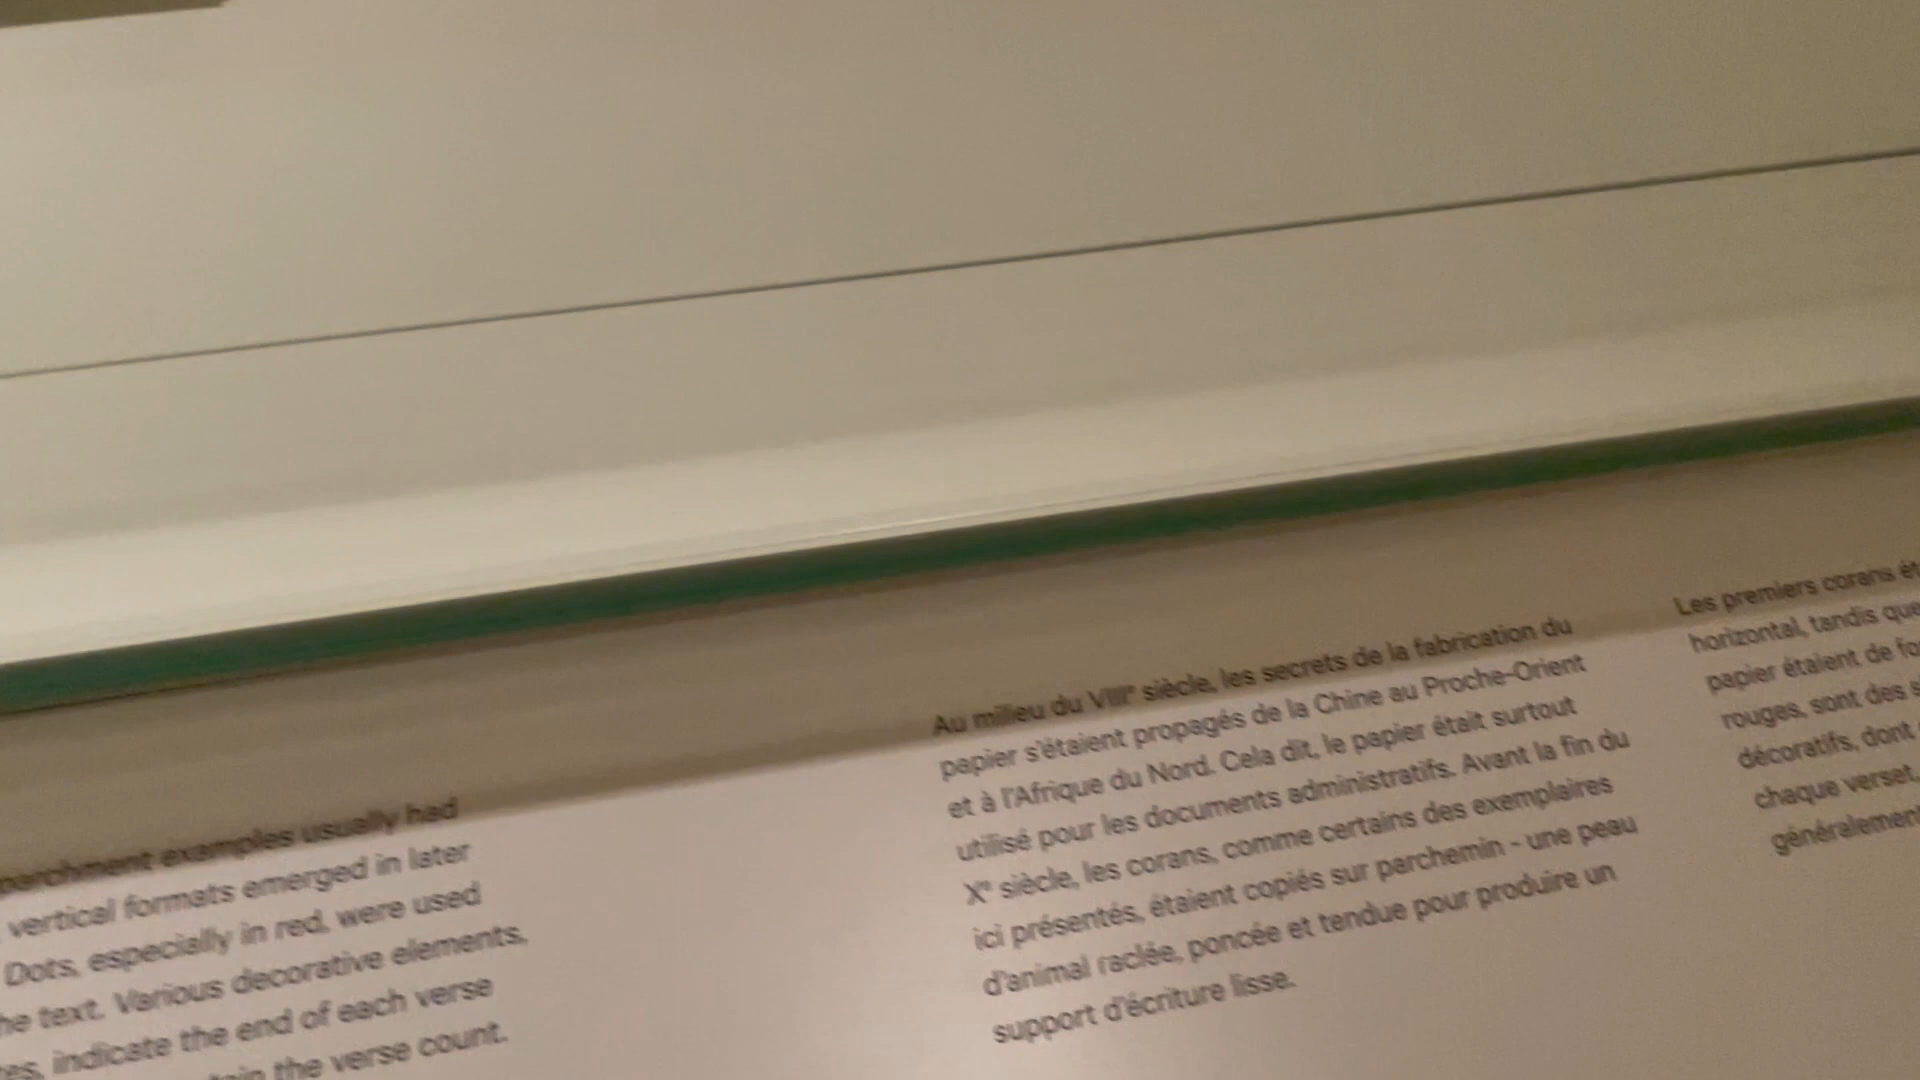 parchment examples usually had
vertical formats emerged in later
Dots, especially in red, were used
he text. Various decorative elements,
indicate the end of each verse
the verse count.
Au milieu du VIIIᵉ siècle, les secrets de la fabrication du
papier s'étaient propagés de la Chine au Proche-Orient
et à l'Afrique du Nord. Cela dit, le papier était surtout
utilisé pour les documents administratifs. Avant la fin du
Xᵉ siècle, les corans, comme certains des exemplaires
ici présentés, étaient copiés sur parchemin - une peau
d'animal raclée, poncée et tendue pour produire un
support d'écriture lisse.
Les premiers corans ét
horizontal, tandis que
papier étaient de fo
rouges, sont des s
décoratifs, dont
chaque verset,
généralement